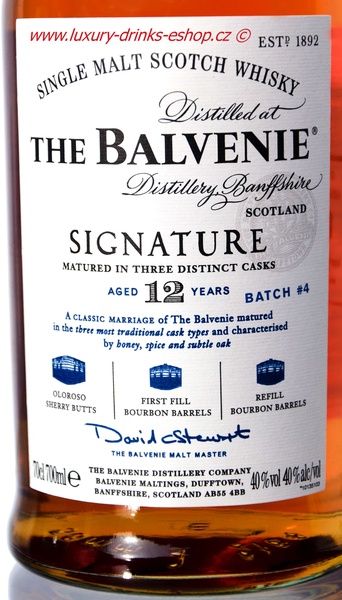 www.luxury-drinks-eshop.cz ©
ESTD 1892
SINGLE MALT SCOTCH WHISKY
Distilled at
THE BALVENIE®
Distillery, Banffshire
SCOTLAND
SIGNATURE
MATURED IN THREE DISTINCT CASKS
AGED 12 YEARS BATCH #4
A CLASSIC MARRIAGE OF The Balvenie matured
in the three most traditional cask types and characterised
by honey, spice and subtle oak
OLOROSO
SHERRY BUTTS
FIRST FILL
BOURBON BARRELS
REFILL
BOURBON BARRELS
David C Stewart
THE BALVENIE MALT MASTER
70cl 700ml e
THE BALVENIE DISTILLERY COMPANY
BALVENIE MALTINGS, DUFFTOWN,
BANFFSHIRE, SCOTLAND AB55 4BB
40%vol 40%alc/vol